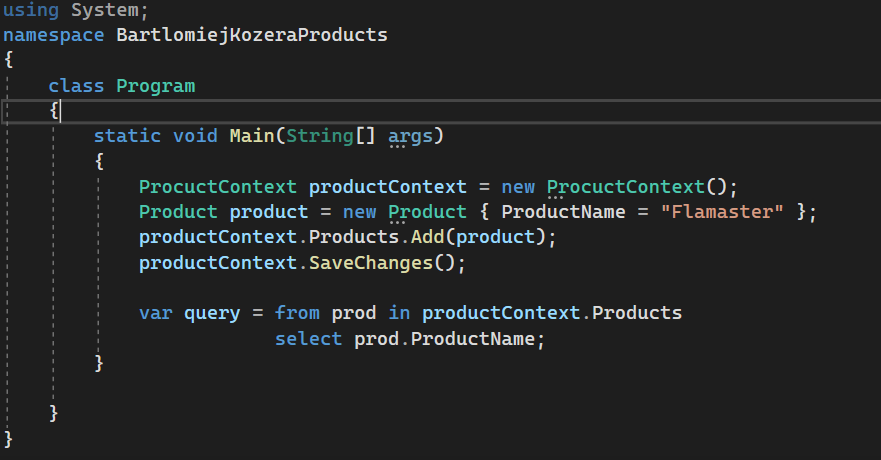 using System;
namespace BartlomiejKozeraProducts
{
    class Program
    {
        static void Main(String[] args)
        {
            ProcuctContext productContext = new ProcuctContext();
            Product product = new Product { ProductName = "Flamaster" };
            productContext.Products.Add(product);
            productContext.SaveChanges();

            var query = from prod in productContext.Products
                        select prod.ProductName;
        }

    }
}